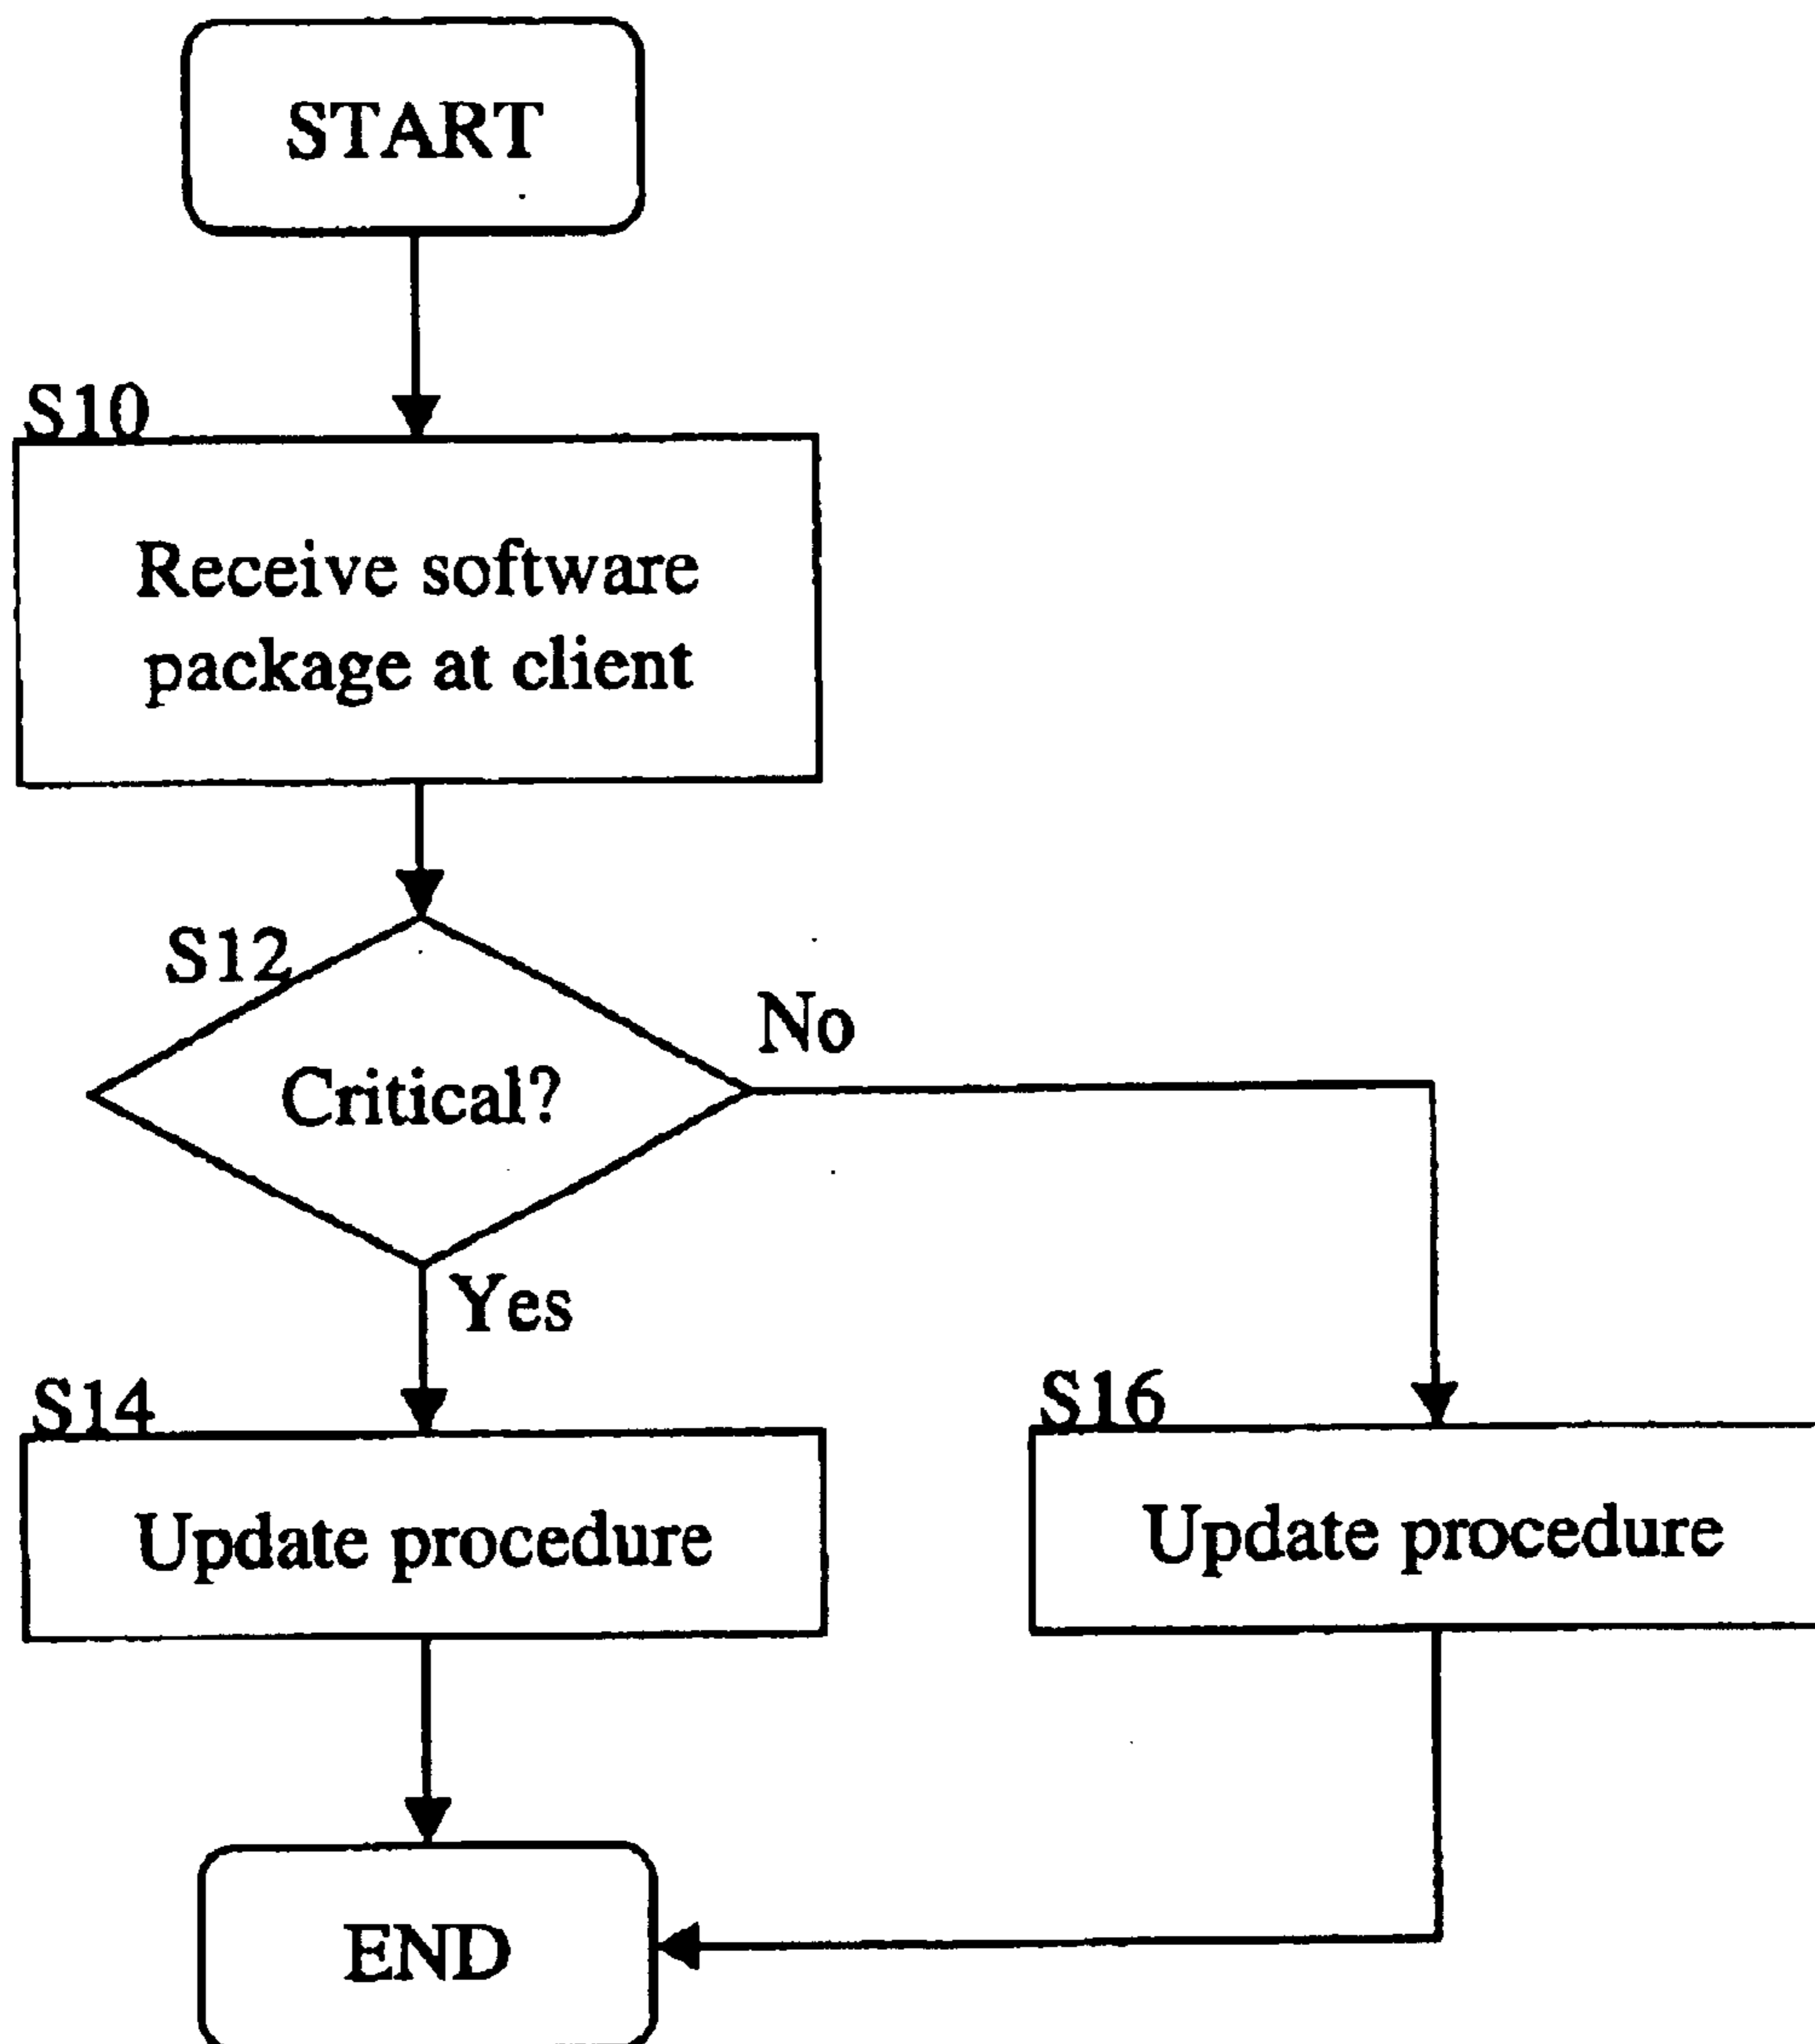 START
S10
Receive software
package at client
S12
No
Critical?
Yes
S14
S16
Update procedure
Update procedure
END